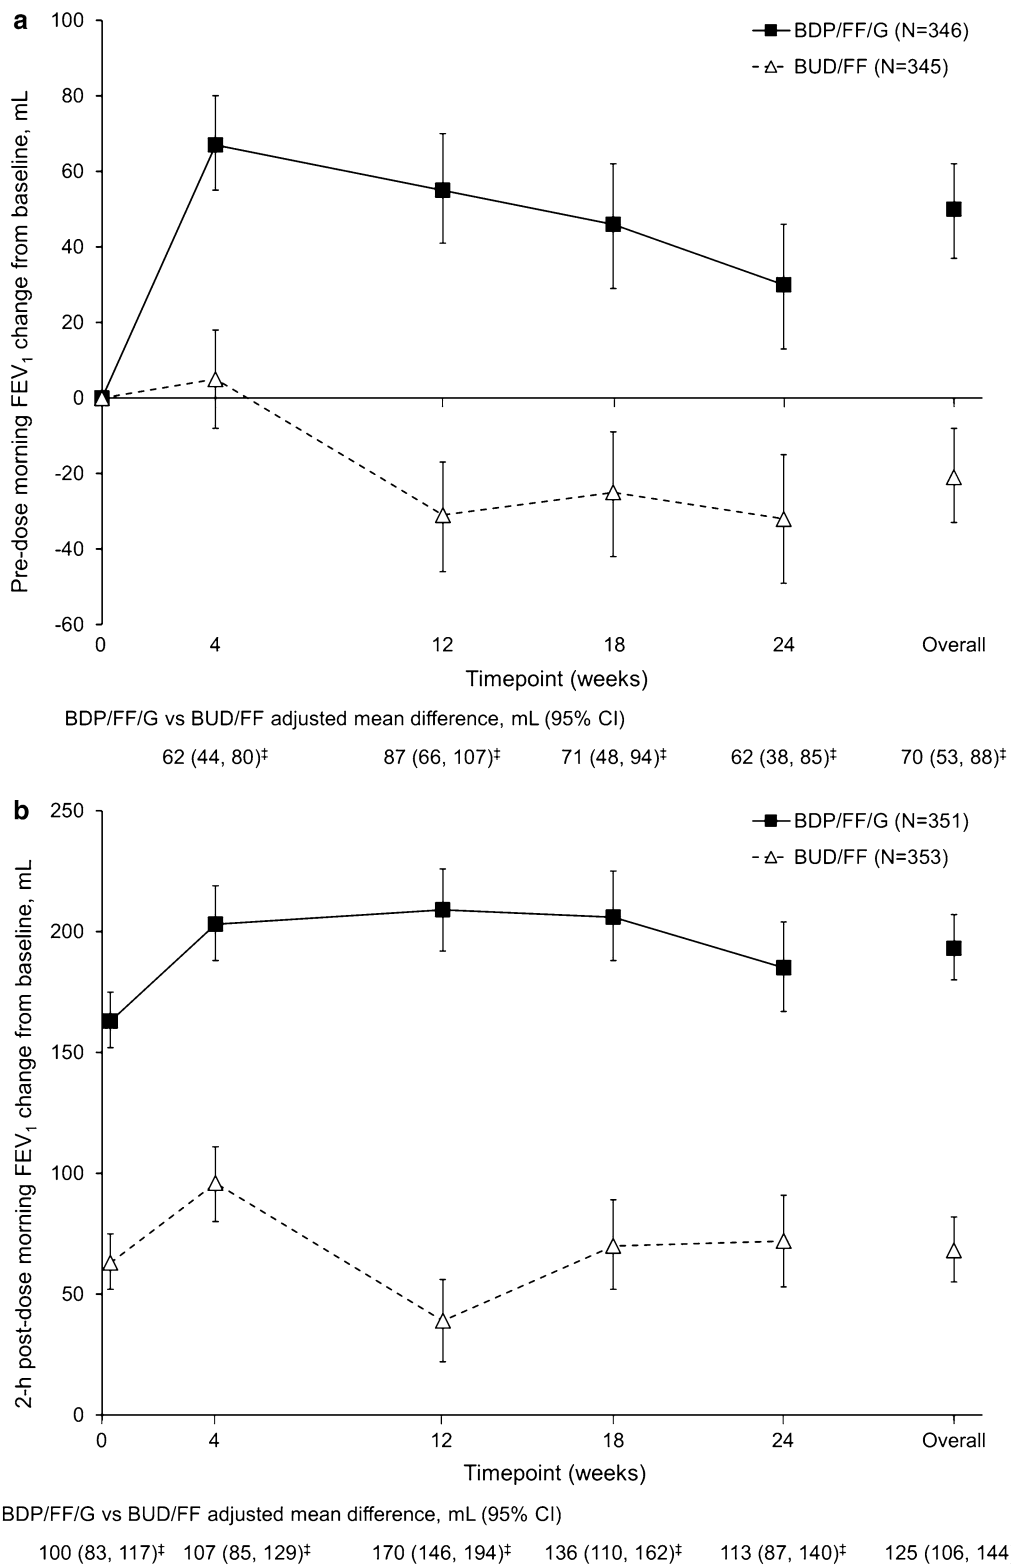 a
BDP/FF/G (N=346)
BUD/FF (N=345)
Pre-dose morning FEV1 change from baseline, mL
100
80
60
40
20
0
-20
-40
-60
0 4 12 18 24 Overall
Timepoint (weeks)
BDP/FF/G vs BUD/FF adjusted mean difference, mL (95% CI)
62 (44, 80)‡ 87 (66, 107)‡ 71 (48, 94)‡ 62 (38, 85)‡ 70 (53, 88)‡
b
BDP/FF/G (N=351)
BUD/FF (N=353)
2-h post-dose morning FEV1 change from baseline, mL
250
200
150
100
50
0
0 4 12 18 24 Overall
Timepoint (weeks)
BDP/FF/G vs BUD/FF adjusted mean difference, mL (95% CI)
100 (83, 117)‡ 107 (85, 129)‡ 170 (146, 194)‡ 136 (110, 162)‡ 113 (87, 140)‡ 125 (106, 144